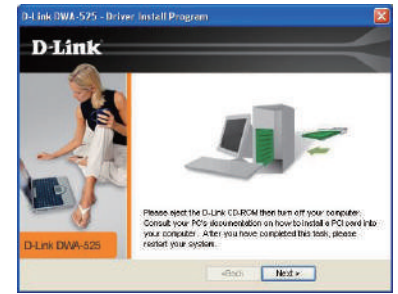 D-Link DWA-525 - Driver Install Program
D-Link
Please eject the D-Link CD-ROM then turn off your computer.
Consult your PC's documentation on how to install a PCI card into
your computer. After you have completed this task, please
restart your system.
D-Link DWA-525
<Back
Next >